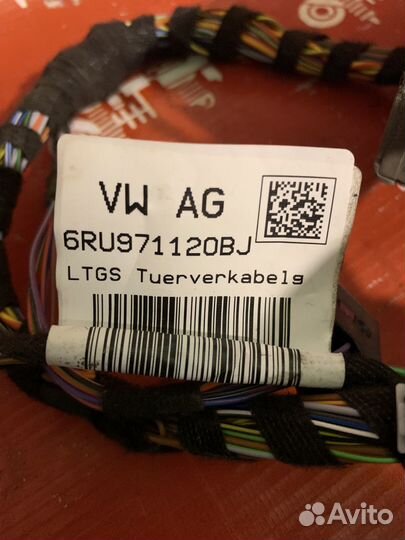 VW AG
6RU971120BJ
LTGS Tuerverkabelg
Avito